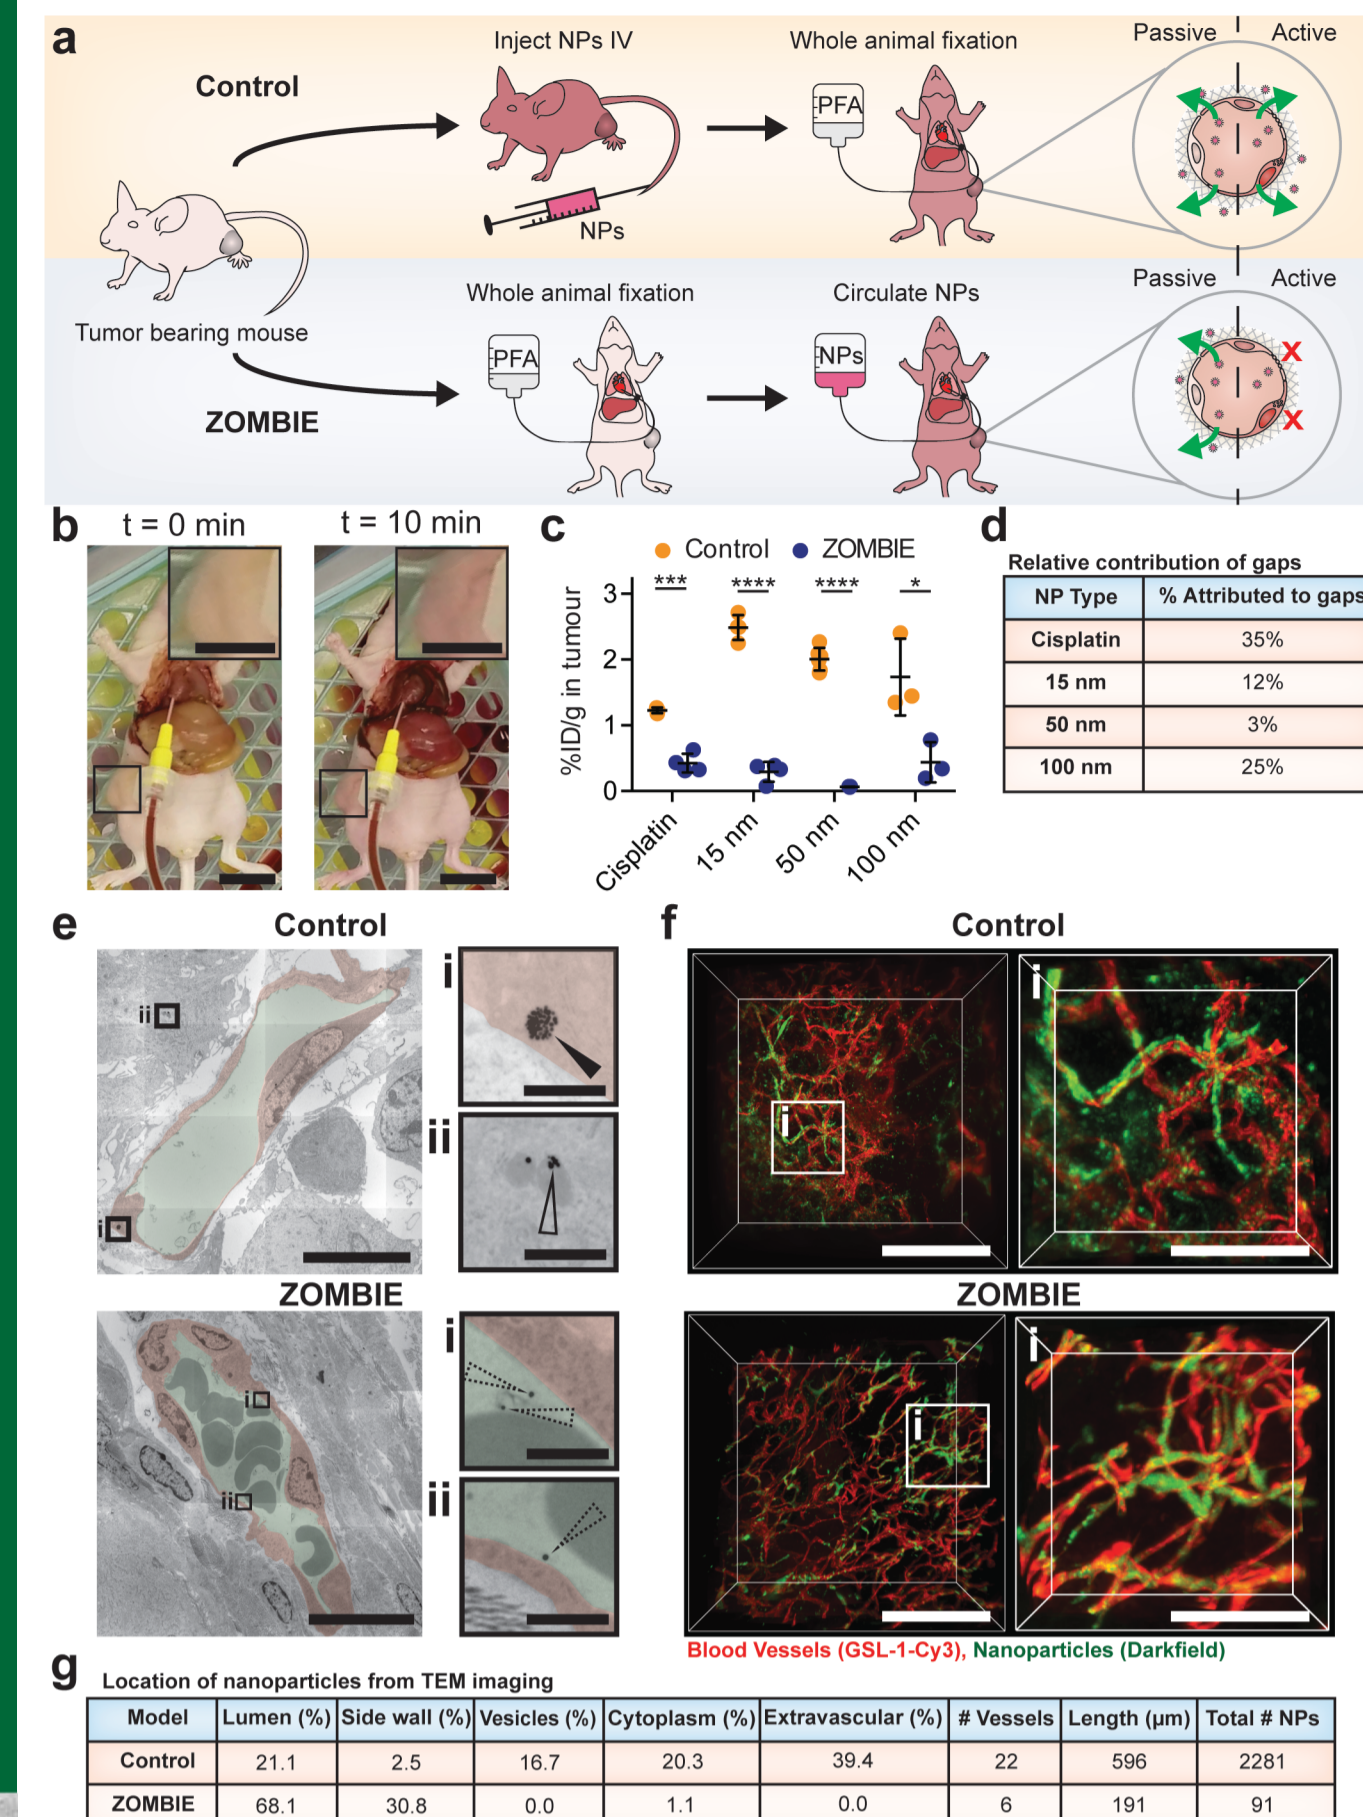 a
Inject NPs IV
Whole animal fixation
Passive
Active
Control
PFA
NPs
Tumor bearing mouse
Whole animal fixation
Circulate NPs
Passive
Active
PFA
NPs
X
X
ZOMBIE
b
t = 0 min
t = 10 min
c
Control
ZOMBIE
***
****
****
*
%ID/g in tumour
3
2
1
0
Cisplatin
15 nm
50 nm
100 nm
d
Relative contribution of gaps
NP Type % Attributed to gaps
Cisplatin 35%
15 nm 12%
50 nm 3%
100 nm 25%
e
Control
ii
i
i
ii
ZOMBIE
i
ii
i
ii
f
Control
i
i
ZOMBIE
i
i
Blood Vessels (GSL-1-Cy3), Nanoparticles (Darkfield)
g
Location of nanoparticles from TEM imaging
Model Lumen (%) Side wall (%) Vesicles (%) Cytoplasm (%) Extravascular (%) # Vessels Length (µm) Total # NPs
Control 21.1 2.5 16.7 20.3 39.4 22 596 2281
ZOMBIE 68.1 30.8 0.0 1.1 0.0 6 191 91